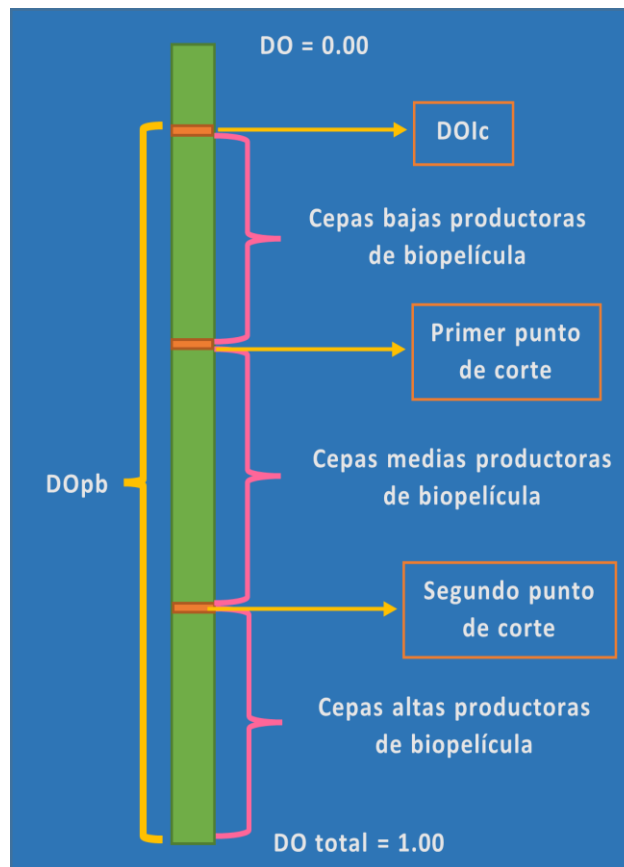 DO = 0.00
DOIc
Cepas bajas productoras
de biopelícula
Primer punto
de corte
Cepas medias productoras
de biopelícula
DOpb
Segundo punto
de corte
Cepas altas productoras
de biopelícula
DO total = 1.00